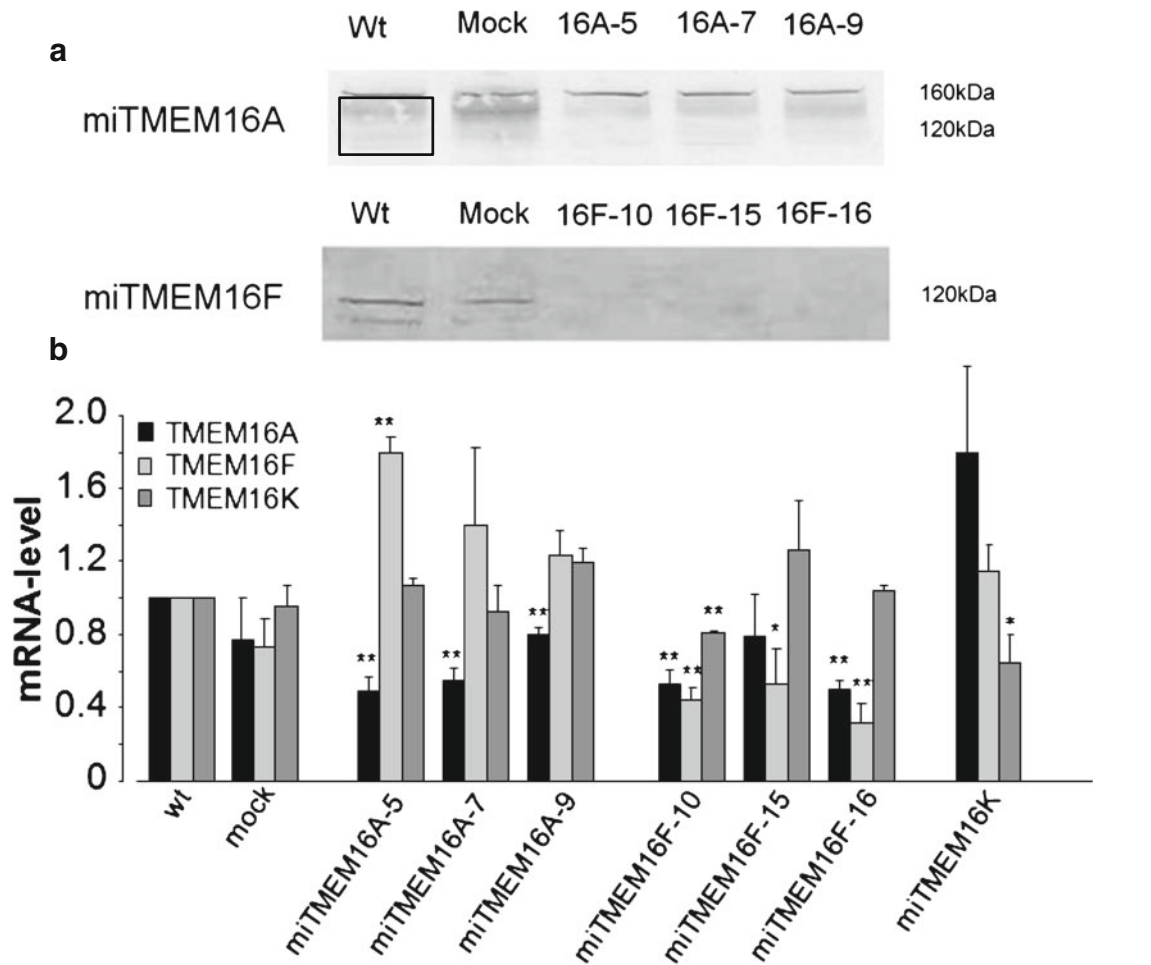 a
Wt Mock 16A-5 16A-7 16A-9
miTMEM16A
160kDa
120kDa
Wt Mock 16F-10 16F-15 16F-16
miTMEM16F
120kDa
b
mRNA-level
2.0
1.6
1.2
0.8
0.4
0
TMEM16A
TMEM16F
TMEM16K
**
**
**
**
**
**
**
*
**
**
*
wt
mock
miTMEM16A-5
miTMEM16A-7
miTMEM16A-9
miTMEM16F-10
miTMEM16F-15
miTMEM16F-16
miTMEM16K